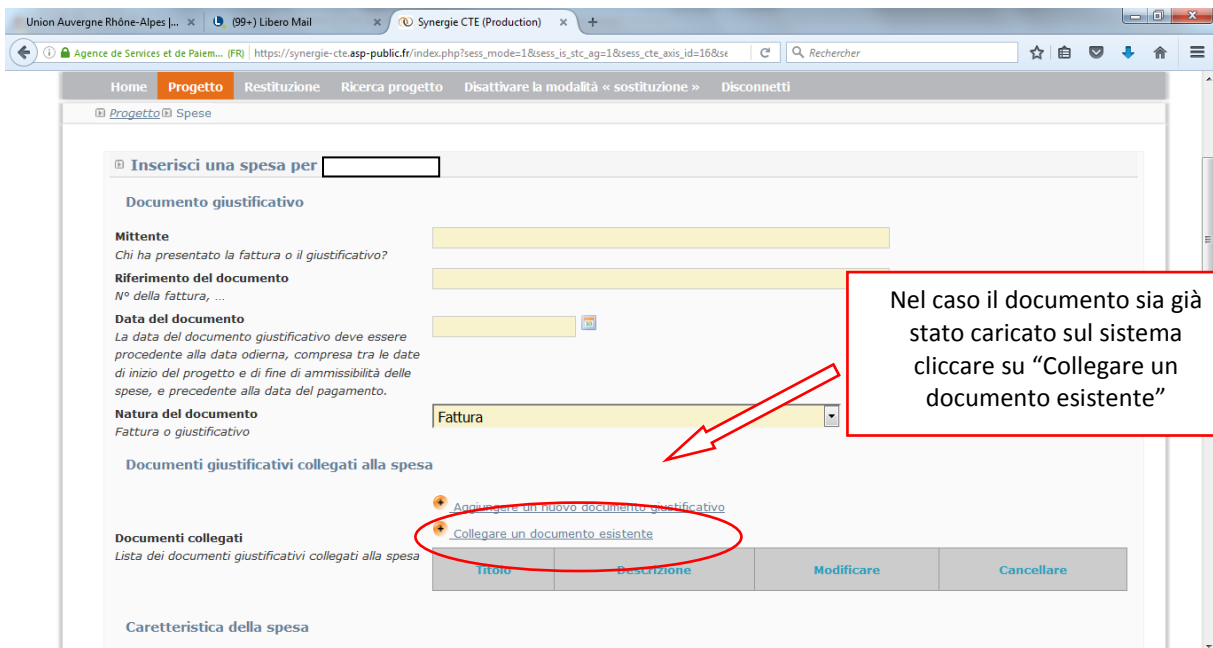 Union Auvergne Rhône-Alpes |... × (99+) Libero Mail × Synergie CTE (Production) × +
Agence de Services et de Paiem... (FR) https://synergie-cte.asp-public.fr/index.php?sess_mode=1&sess_is_stc_ag=1&sess_cte_axis_id=16&se Rechercher
Home Progetto Restituzione Ricerca progetto Disattivare la modalità « sostituzione » Disconnetti
Progetto Spese
Inserisci una spesa per
Documento giustificativo
Mittente
Chi ha presentato la fattura o il giustificativo?
Riferimento del documento
N° della fattura, ...
Data del documento
La data del documento giustificativo deve essere
procedente alla data odierna, compresa tra le date
di inizio del progetto e di fine di ammissibilità delle
spese, e precedente alla data del pagamento.
Natura del documento
Fattura o giustificativo
Fattura
Nel caso il documento sia già
stato caricato sul sistema
cliccare su “Collegare un
documento esistente”
Documenti giustificativi collegati alla spesa
Aggiungere un nuovo documento giustificativo
Collegare un documento esistente
Documenti collegati
Lista dei documenti giustificativi collegati alla spesa
Titolo Descrizione Modificare Cancellare
Caretteristica della spesa